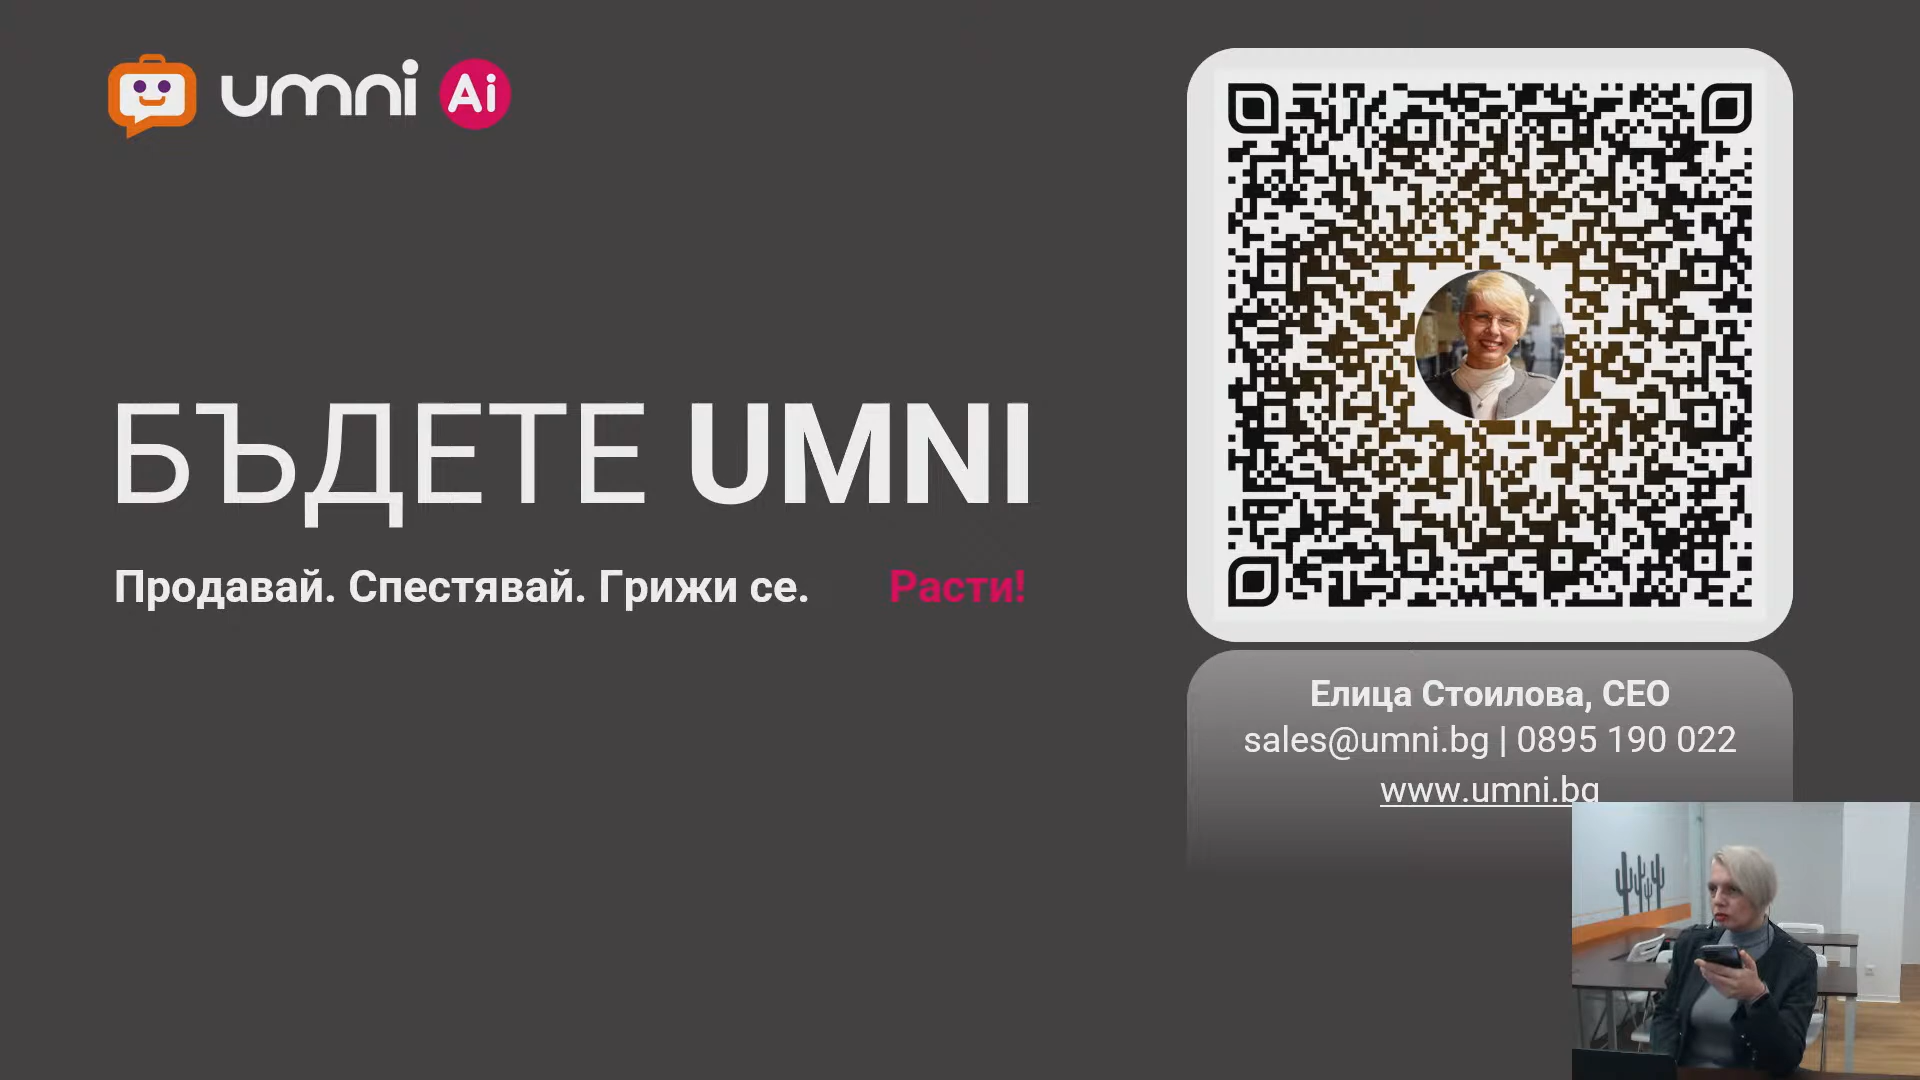 umni Ai
БЪДЕТЕ UMNI
Продавай. Спестявай. Грижи се. Расти!
Елица Стоилова, CEO
sales@umni.bg | 0895 190 022
www.umni.bg